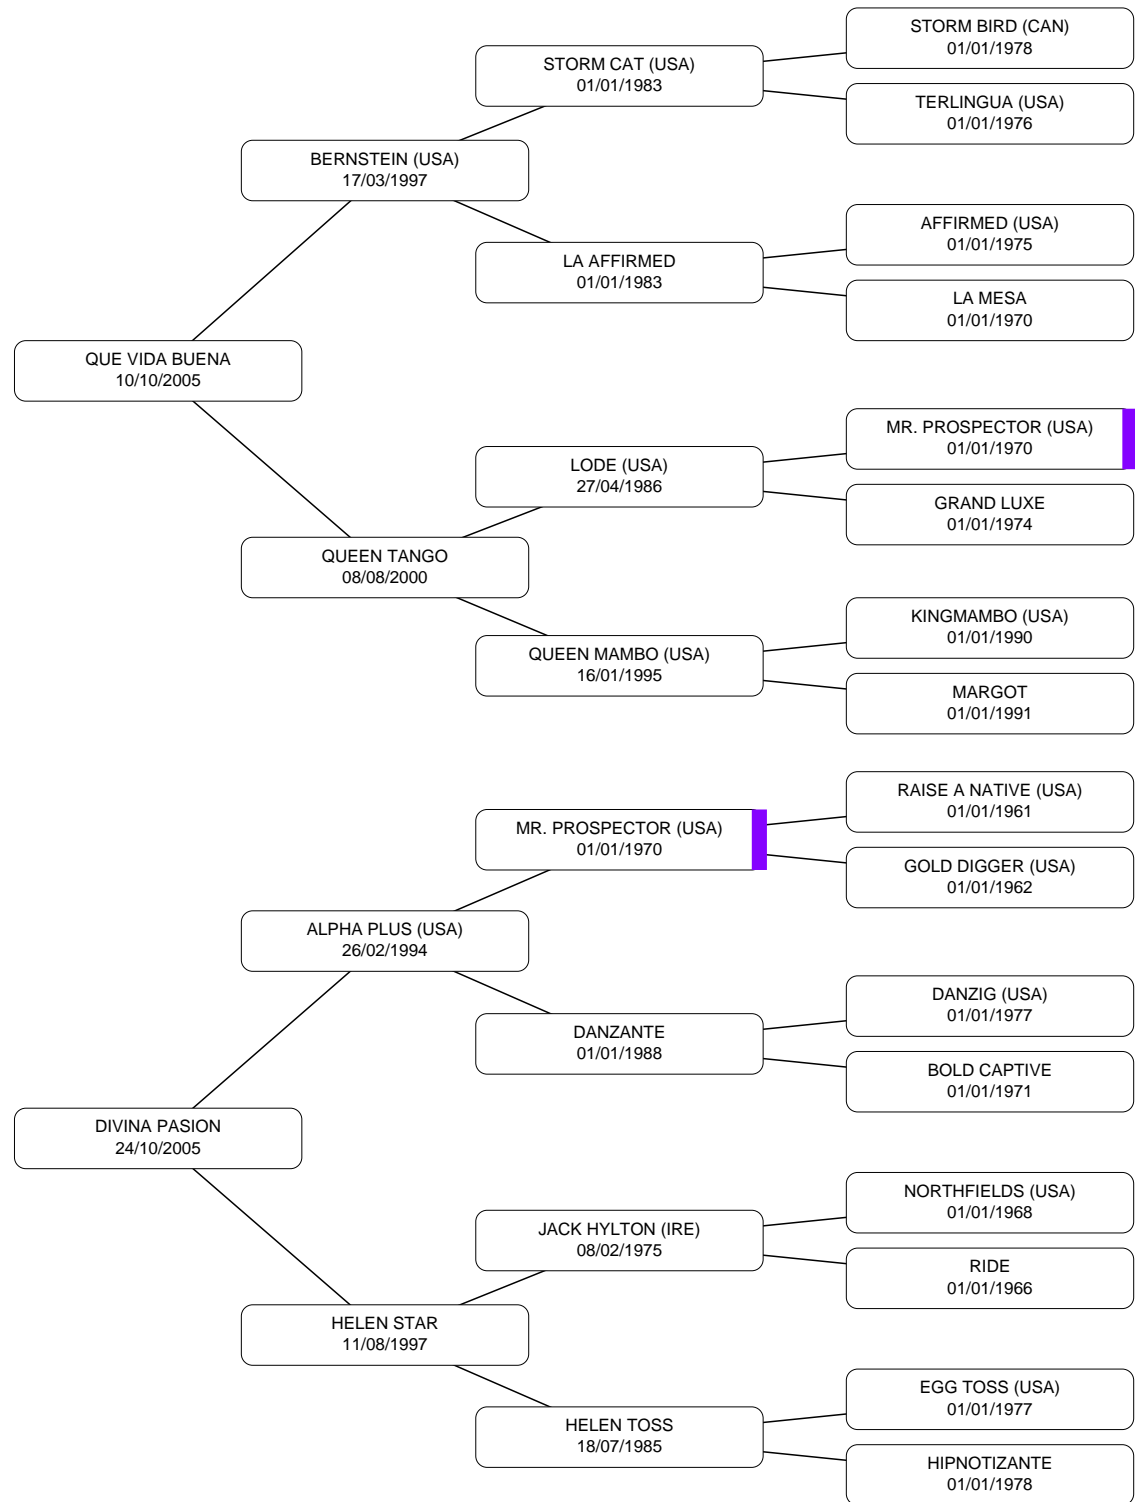 STORM BIRD (CAN)
01/01/1978
STORM CAT (USA)
01/01/1983
TERLINGUA (USA)
01/01/1976
BERNSTEIN (USA)
17/03/1997
AFFIRMED (USA)
01/01/1975
LA AFFIRMED
01/01/1983
LA MESA
01/01/1970
QUE VIDA BUENA
10/10/2005
MR. PROSPECTOR (USA)
01/01/1970
LODE (USA)
27/04/1986
GRAND LUXE
01/01/1974
QUEEN TANGO
08/08/2000
KINGMAMBO (USA)
01/01/1990
QUEEN MAMBO (USA)
16/01/1995
MARGOT
01/01/1991
RAISE A NATIVE (USA)
01/01/1961
MR. PROSPECTOR (USA)
01/01/1970
GOLD DIGGER (USA)
01/01/1962
ALPHA PLUS (USA)
26/02/1994
DANZIG (USA)
01/01/1977
DANZANTE
01/01/1988
BOLD CAPTIVE
01/01/1971
DIVINA PASION
24/10/2005
NORTHFIELDS (USA)
01/01/1968
JACK HYLTON (IRE)
08/02/1975
RIDE
01/01/1966
HELEN STAR
11/08/1997
EGG TOSS (USA)
01/01/1977
HELEN TOSS
18/07/1985
HIPNOTIZANTE
01/01/1978